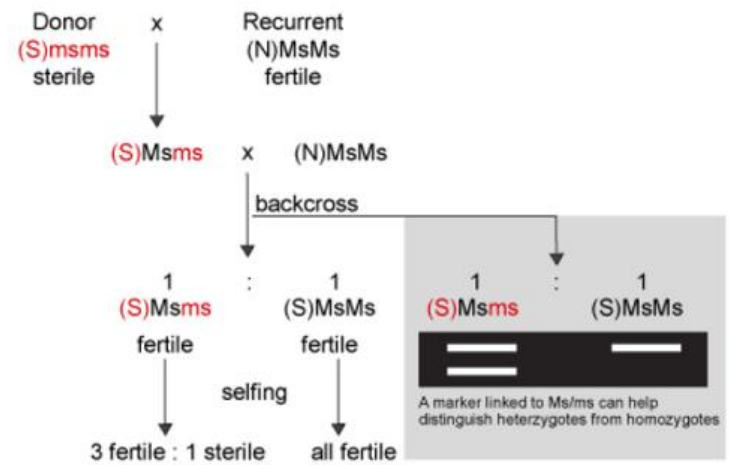 Donor x Recurrent
(S)msms (N)MsMs
sterile fertile
(S)Msms x (N)MsMs
backcross
1 : 1 1 : 1
(S)Msms (S)MsMs (S)Msms (S)MsMs
fertile fertile
selfing
3 fertile : 1 sterile all fertile
A marker linked to Ms/ms can help
distinguish heterzygotes from homozygotes